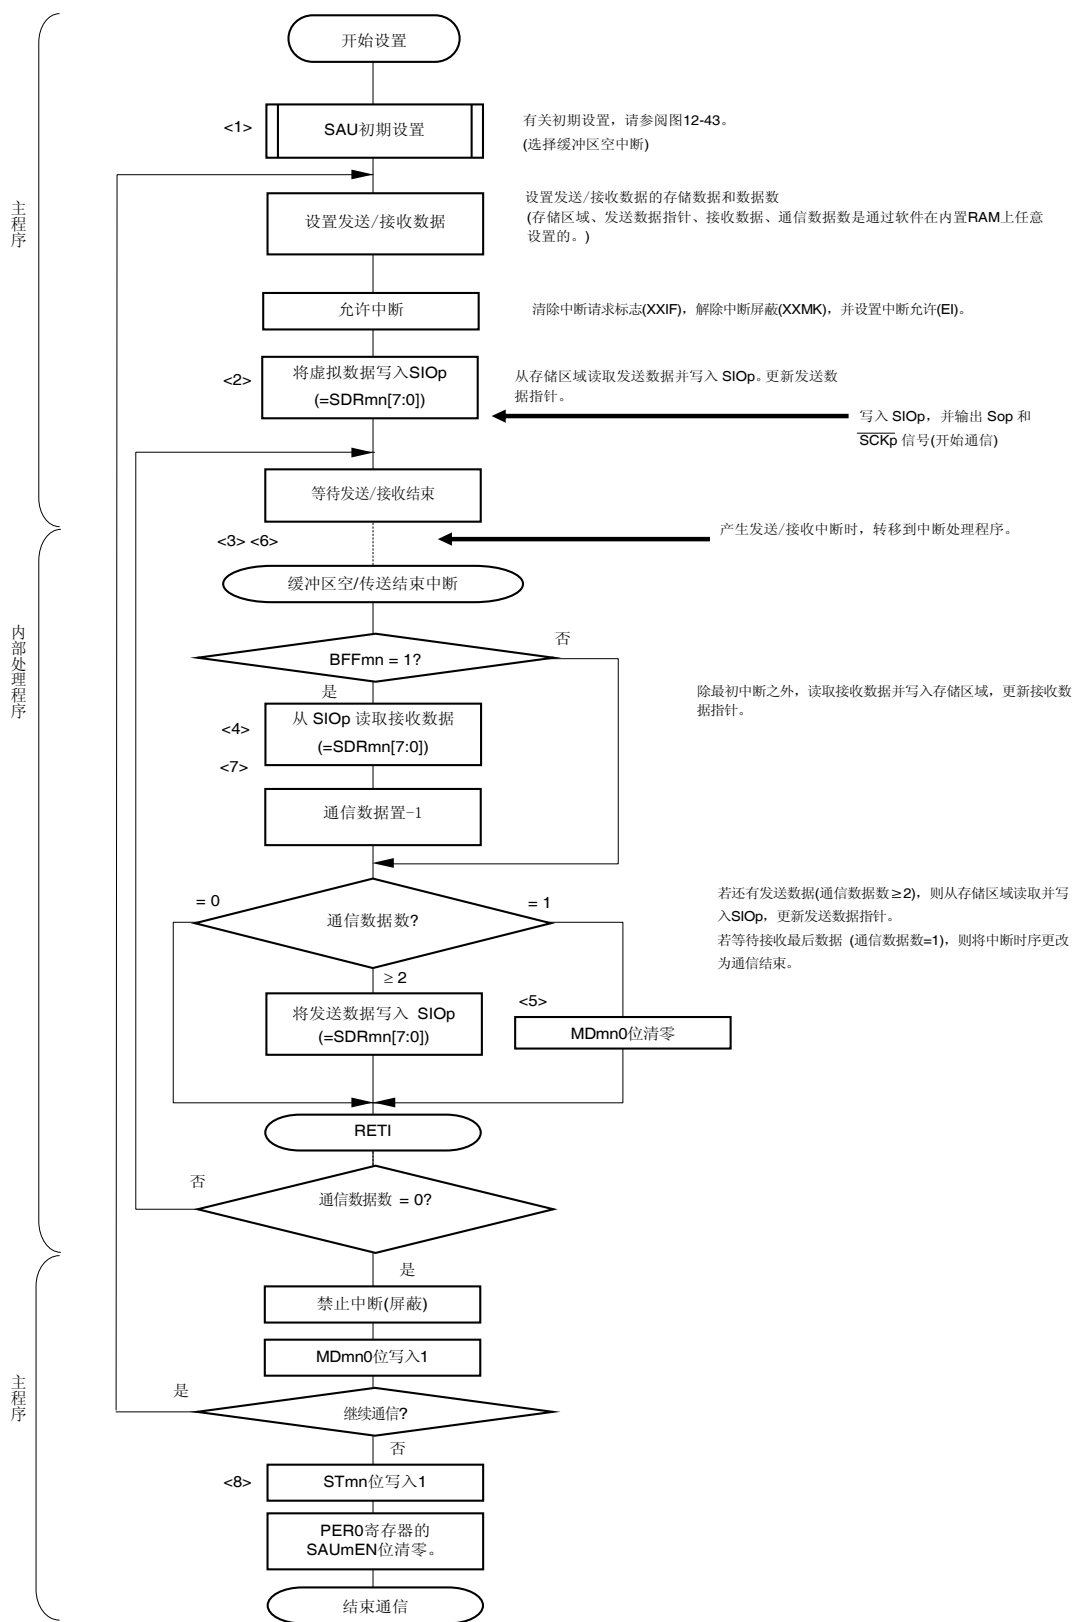 开始设置
<1>
SAU初期设置
有关初期设置，请参阅图12-43。
(选择缓冲区空中断)
主程序
设置发送/接收数据
设置发送/接收数据的存储数据和数据数
(存储区域、发送数据指针、接收数据、通信数据数是通过软件在内置RAM上任意
设置的。)
允许中断
清除中断请求标志(XXIF)，解除中断屏蔽(XXMK)，并设置中断允许(EI)。
<2>
将虚拟数据写入SIOp
(=SDRmn[7:0])
从存储区域读取发送数据并写入 SIOp。更新发送数
据指针。
写入 SIOp，并输出 Sop 和
SCKp 信号(开始通信)
等待发送/接收结束
<3> <6>
产生发送/接收中断时，转移到中断处理程序。
缓冲区空/传送结束中断
内部处理程序
否
BFFmn = 1?
是
除最初中断之外，读取接收数据并写入存储区域，更新接收数
据指针。
<4>
从 SIOp 读取接收数据
(=SDRmn[7:0])
<7>
通信数据置-1
= 0
= 1
通信数据数?
≥ 2
若还有发送数据(通信数据数≥2)，则从存储区域读取并写
入SIOp，更新发送数据指针。
若等待接收最后数据 (通信数据数=1)，则将中断时序更改
为通信结束。
将发送数据写入 SIOp
(=SDRmn[7:0])
<5>
MDmn0位清零
RETI
否
通信数据数 = 0?
是
禁止中断(屏蔽)
MDmn0位写入1
主程序
是
继续通信?
否
<8>
STmn位写入1
PER0寄存器的
SAUmEN位清零。
结束通信